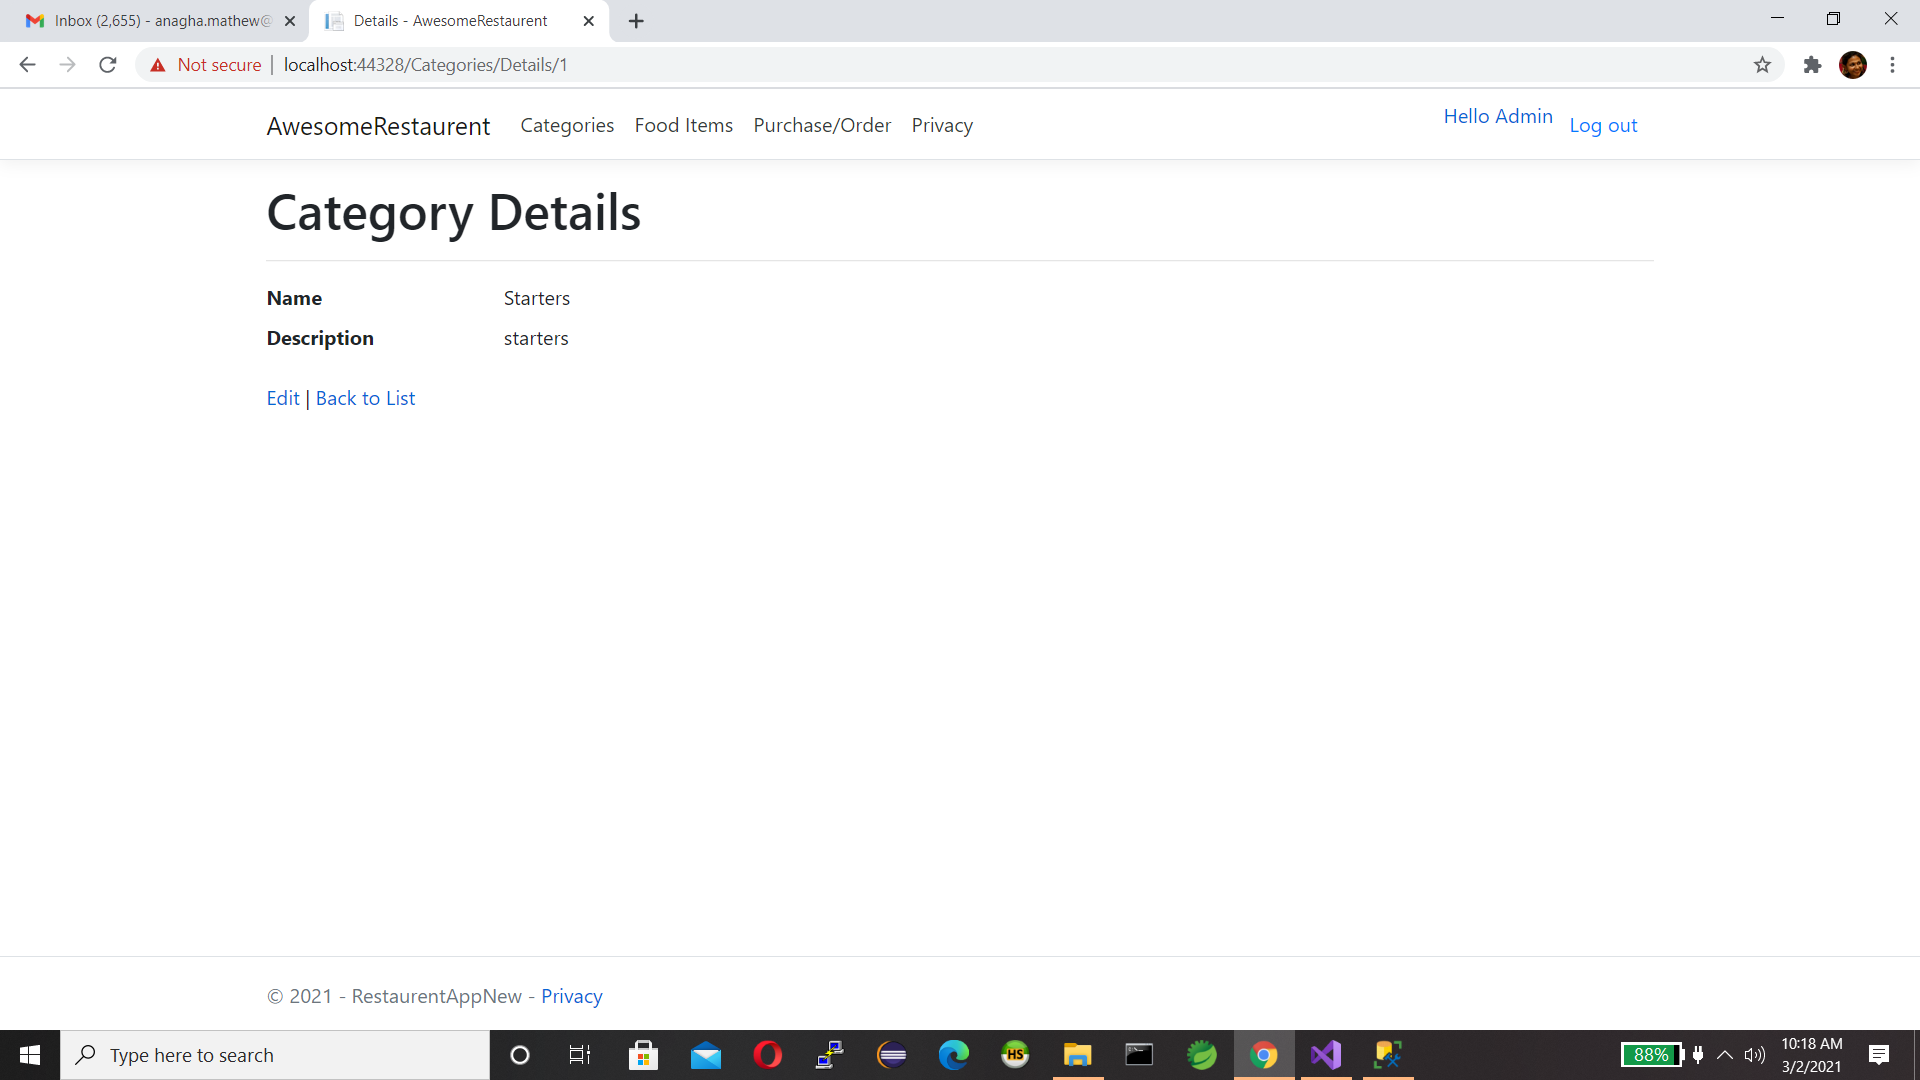 Inbox (2,655) - anagha.mathew@
Details - AwesomeRestaurent
Not secure
localhost:44328/Categories/Details/1
AwesomeRestaurent Categories Food Items Purchase/Order Privacy Hello Admin Log out
Category Details
Name Starters
Description starters
Edit | Back to List
© 2021 - RestaurentAppNew - Privacy
Type here to search
HS
88%
10:18 AM
3/2/2021